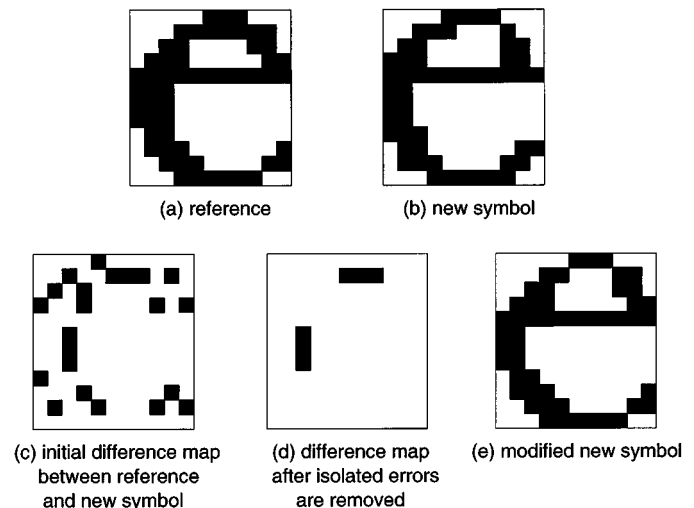 (a) reference
(b) new symbol
(c) initial difference map
between reference
and new symbol
(d) difference map
after isolated errors
are removed
(e) modified new symbol